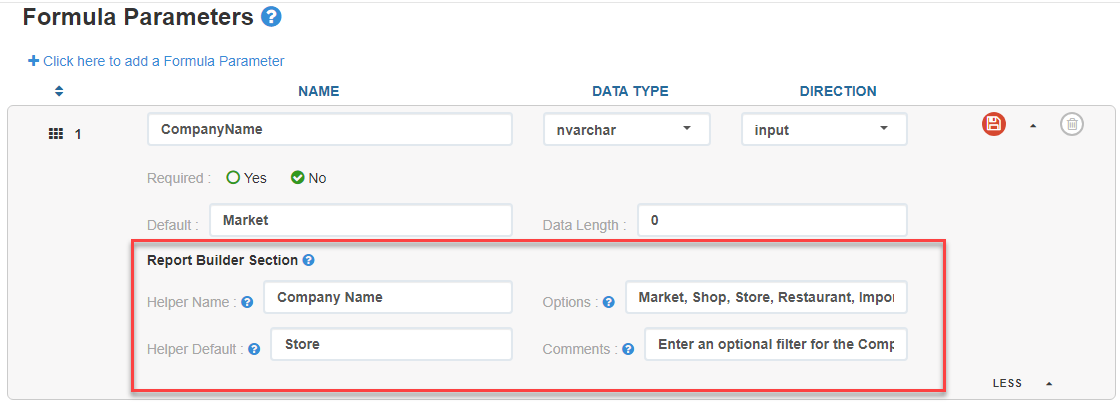 Formula Parameters ?
+ Click here to add a Formula Parameter
NAME DATA TYPE DIRECTION
1 CompanyName nvarchar input
Required : Yes No
Default : Market Data Length : 0
Report Builder Section ?
Helper Name : ? Company Name Options : ? Market, Shop, Store, Restaurant, Impor
Helper Default : ? Store Comments : ? Enter an optional filter for the Comp
LESS